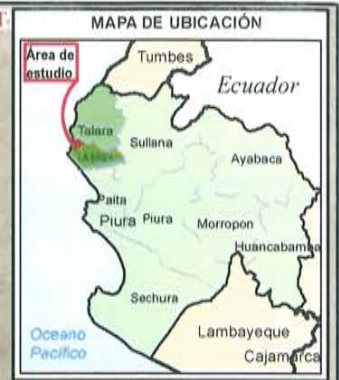 MAPA DE UBICACIÓN
Área de
estudio
Tumbes
Ecuador
Talara
Sullana
Ayabaca
Paita
Piura Piura
Morropon
Huancabamba
Sechura
Oceano
Pacífico
Lambayeque
Cajamarca